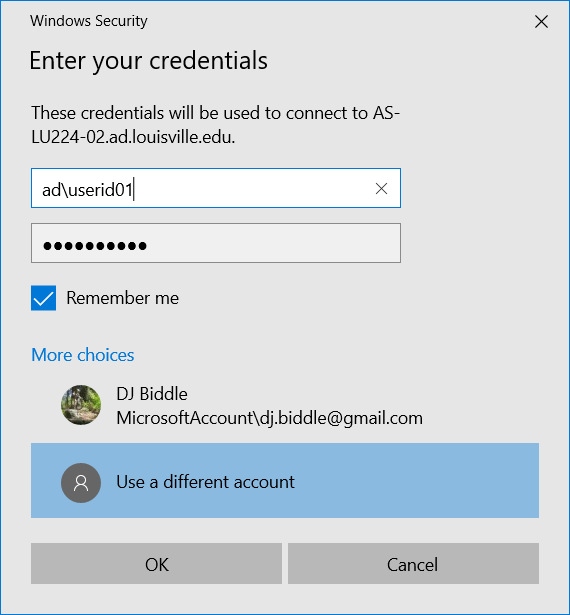 Windows Security
Enter your credentials
These credentials will be used to connect to AS-
LU224-02.ad.louisville.edu.
ad\userid01
●●●●●●●●●●
Remember me
More choices
DJ Biddle
MicrosoftAccount\dj.biddle@gmail.com
Use a different account
OK
Cancel